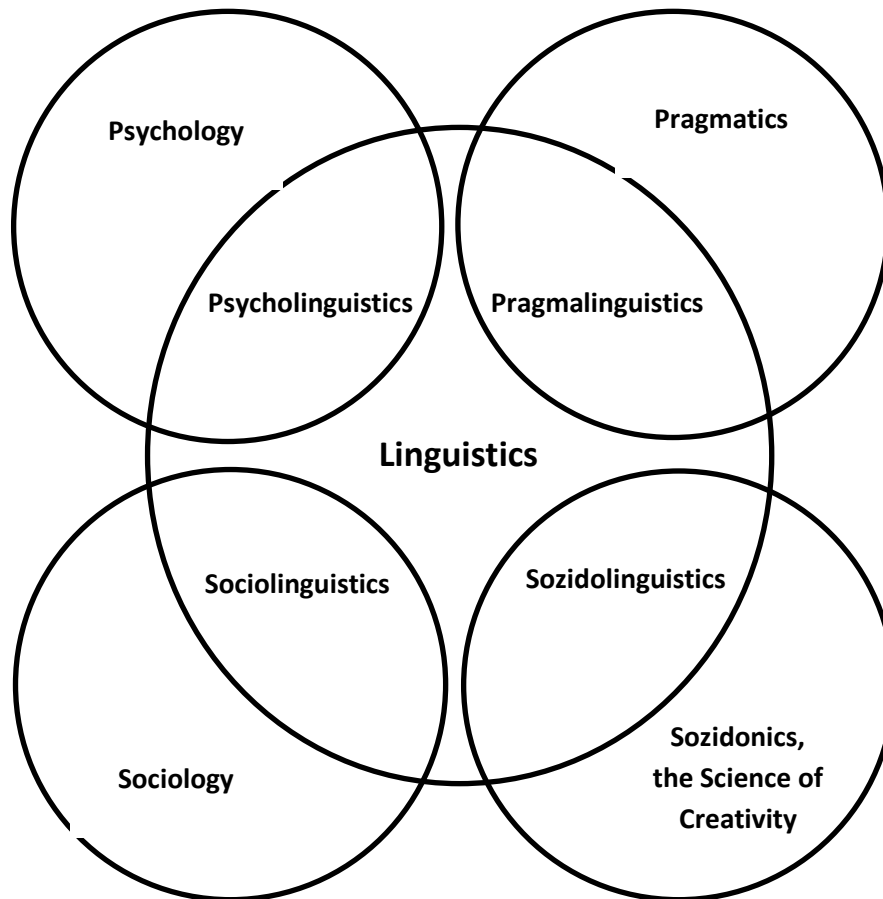 Psychology
Pragmatics
Psycholinguistics
Pragmalinguistics
Linguistics
Sociolinguistics
Sozidolinguistics
Sociology
Sozidonics,
the Science of
Creativity